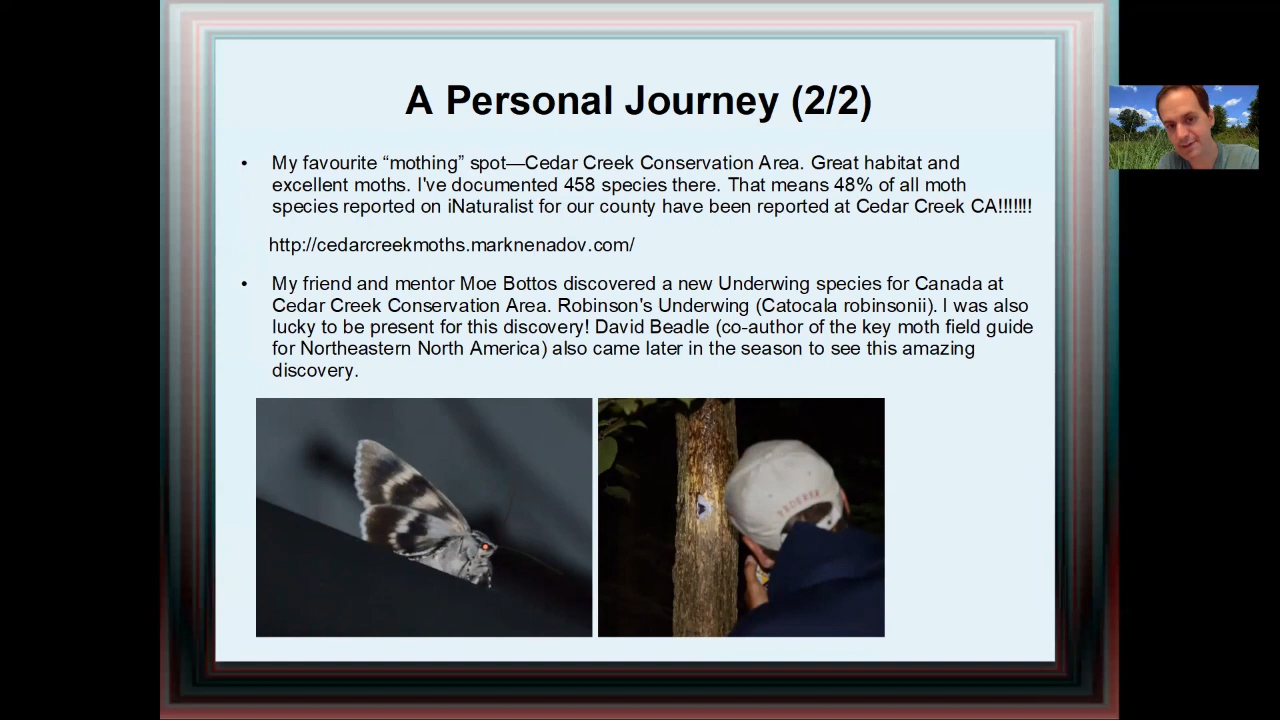 A Personal Journey (2/2)
• My favourite “mothing” spot—Cedar Creek Conservation Area. Great habitat and
excellent moths. I've documented 458 species there. That means 48% of all moth
species reported on iNaturalist for our county have been reported at Cedar Creek CA!!!!!!!
http://cedarcreekmoths.marknenadov.com/
• My friend and mentor Moe Bottos discovered a new Underwing species for Canada at
Cedar Creek Conservation Area. Robinson's Underwing (Catocala robinsonii). I was also
lucky to be present for this discovery! David Beadle (co-author of the key moth field guide
for Northeastern North America) also came later in the season to see this amazing
discovery.